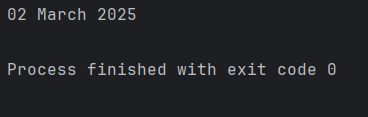 02 March 2025
Process finished with exit code 0